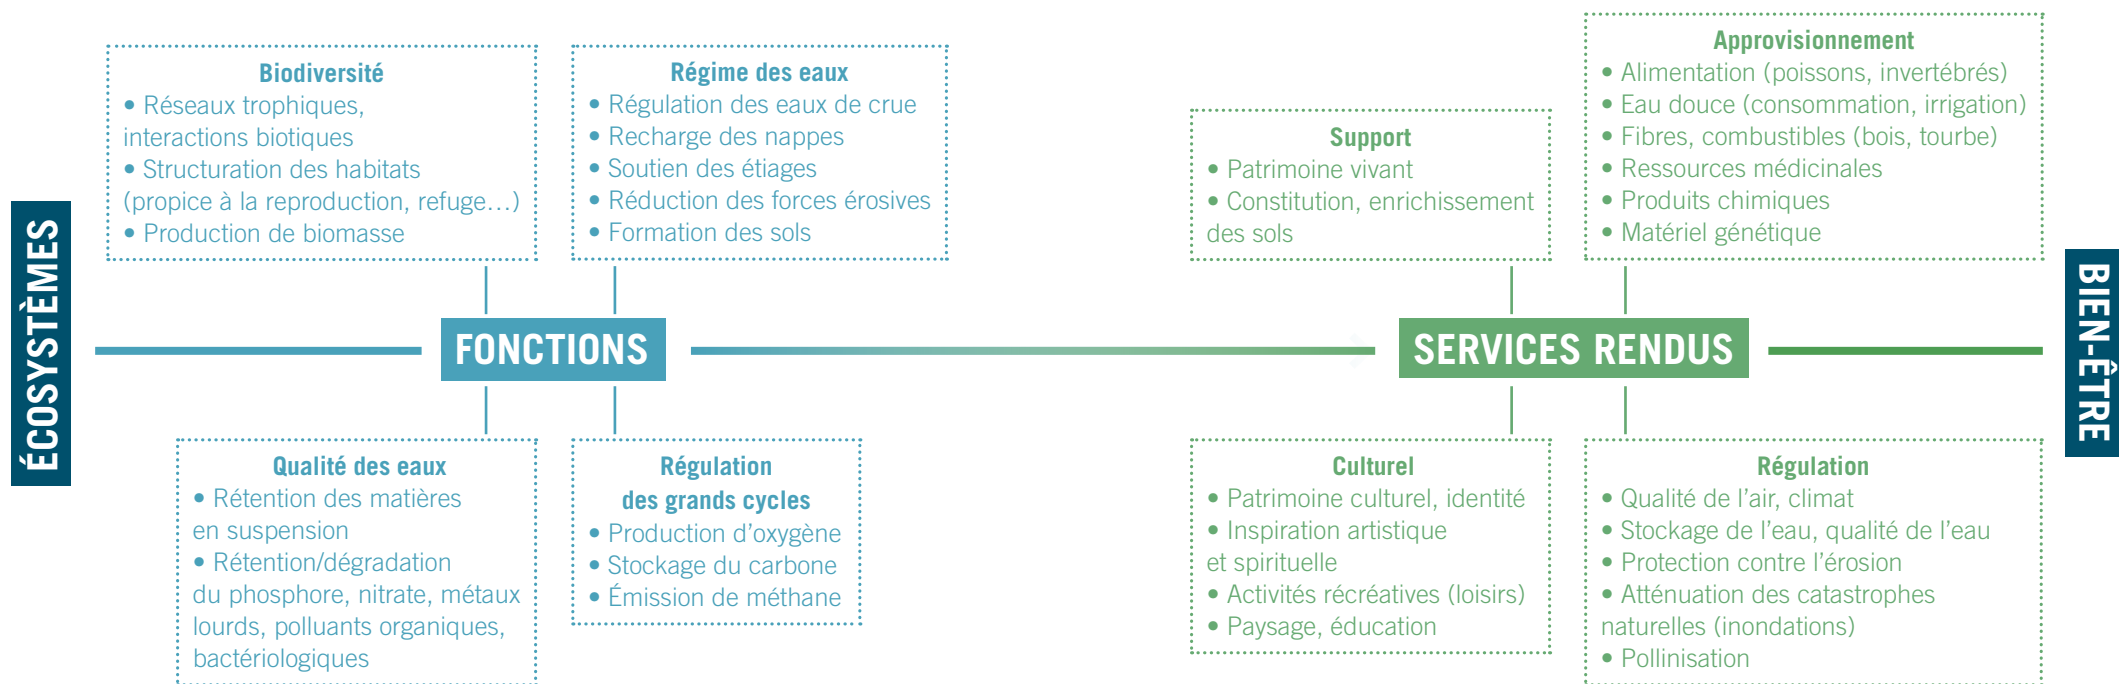 ÉCOSYSTÈMES
Biodiversité
• Réseaux trophiques,
interactions biotiques
• Structuration des habitats
(propice à la reproduction, refuge…)
• Production de biomasse
Régime des eaux
• Régulation des eaux de crue
• Recharge des nappes
• Soutien des étiages
• Réduction des forces érosives
• Formation des sols
FONCTIONS
Qualité des eaux
• Rétention des matières
en suspension
• Rétention/dégradation
du phosphore, nitrate, métaux
lourds, polluants organiques,
bactériologiques
Régulation
des grands cycles
• Production d’oxygène
• Stockage du carbone
• Émission de méthane
Support
• Patrimoine vivant
• Constitution, enrichissement
des sols
Approvisionnement
• Alimentation (poissons, invertébrés)
• Eau douce (consommation, irrigation)
• Fibres, combustibles (bois, tourbe)
• Ressources médicinales
• Produits chimiques
• Matériel génétique
SERVICES RENDUS
Culturel
• Patrimoine culturel, identité
• Inspiration artistique
et spirituelle
• Activités récréatives (loisirs)
• Paysage, éducation
Régulation
• Qualité de l’air, climat
• Stockage de l’eau, qualité de l’eau
• Protection contre l’érosion
• Atténuation des catastrophes
naturelles (inondations)
• Pollinisation
BIEN-ÊTRE